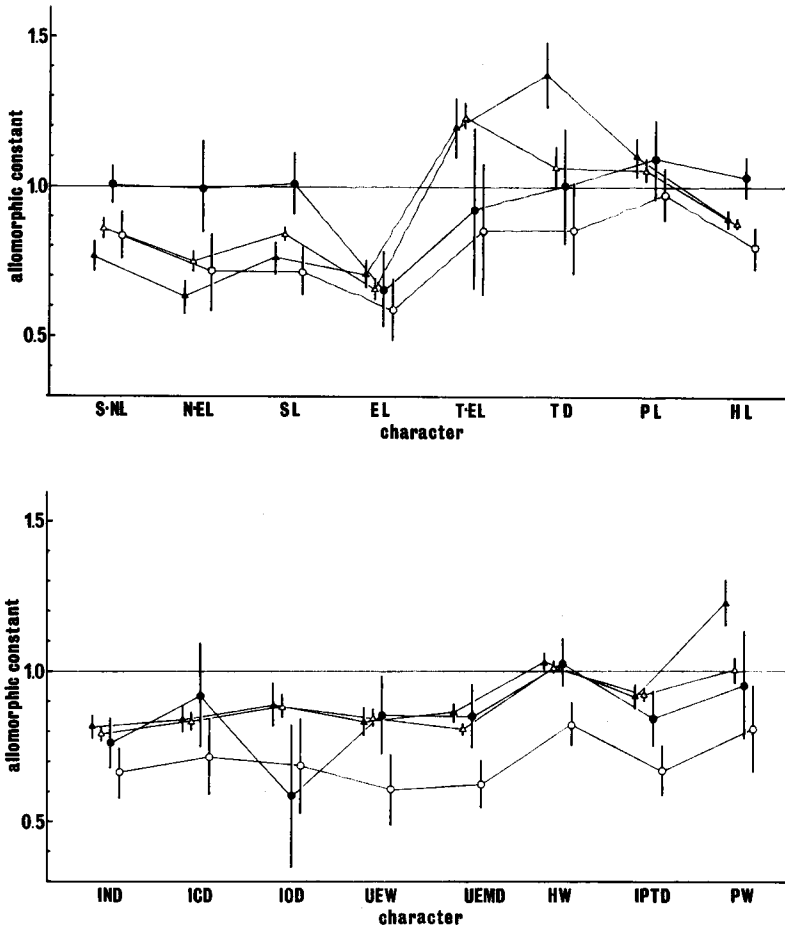 1.5
1.0
0.5
allomorphic constant
S·NL N·EL SL EL T·EL TD PL HL
character
1.5
1.0
0.5
allomorphic constant
IND ICD IOD UEW UEMD HW IPTD PW
character